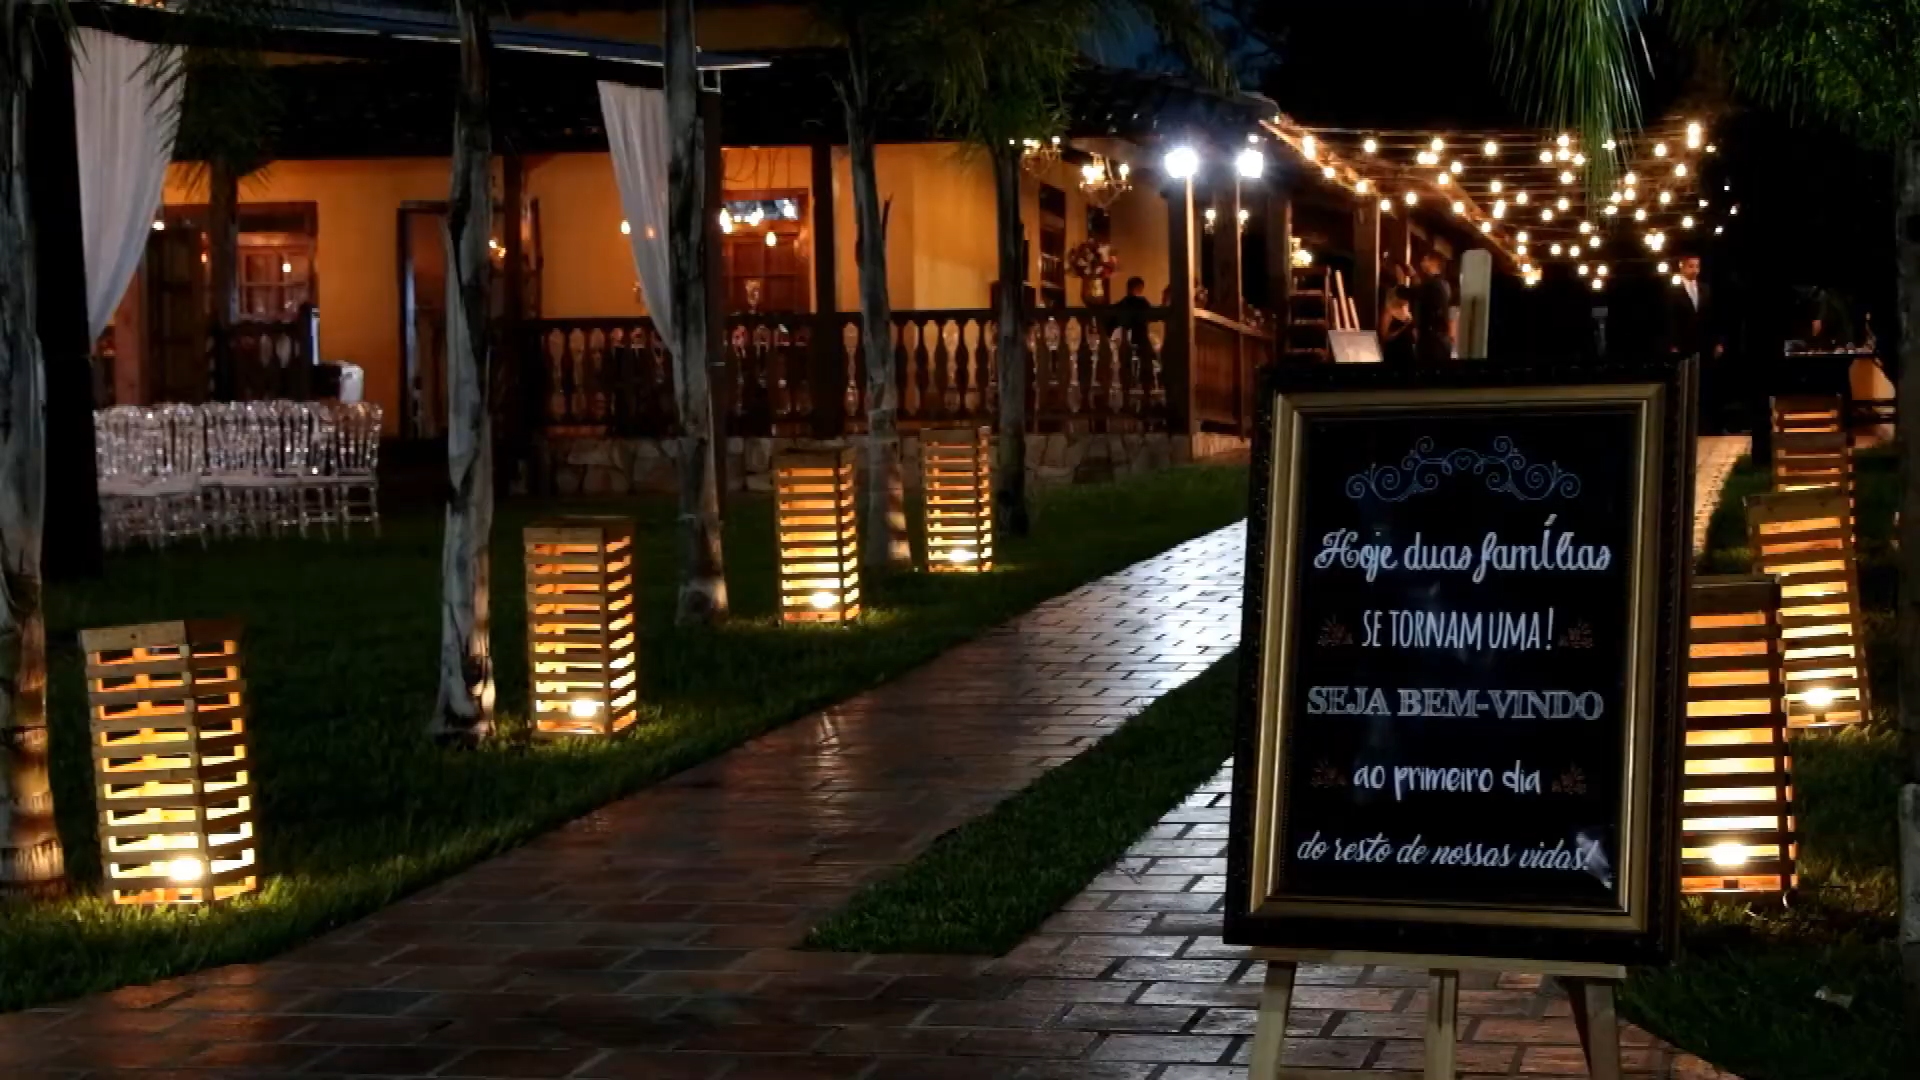 Hoje duas famílias
SE TORNAM UMA!
SEJA BEM-VINDO
ao primeiro dia
do resto de nossas vidas!